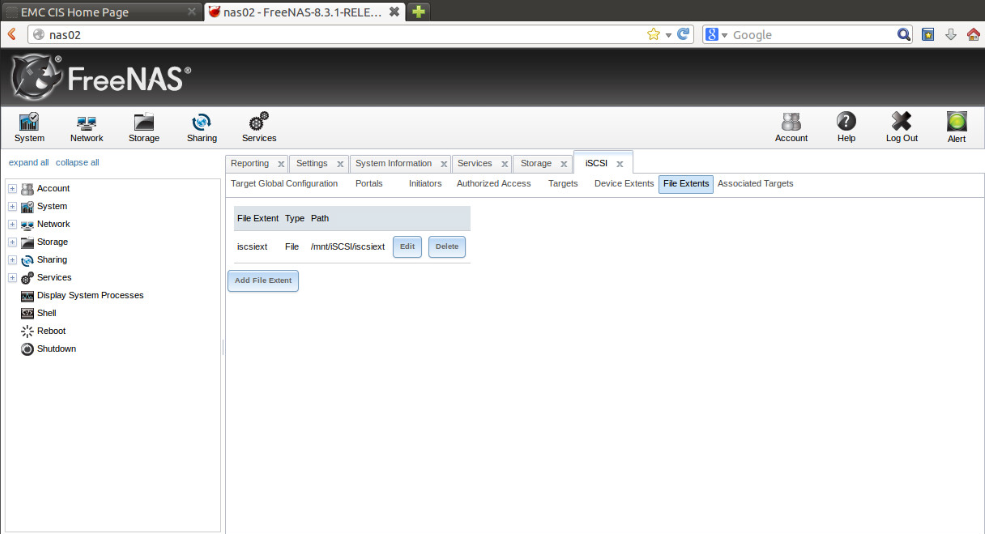 EMC CIS Home Page
nas02 - FreeNAS-8.3.1-RELE...
nas02
Google
FreeNAS®
System Network Storage Sharing Services Account Help Log Out Alert
expand all collapse all
Reporting Settings System Information Services Storage iSCSI
Target Global Configuration Portals Initiators Authorized Access Targets Device Extents File Extents Associated Targets
Account
System
Network
Storage
Sharing
Services
Display System Processes
Shell
Reboot
Shutdown
File Extent Type Path
iscsiext File /mnt/iSCSI/iscsiext Edit Delete
Add File Extent